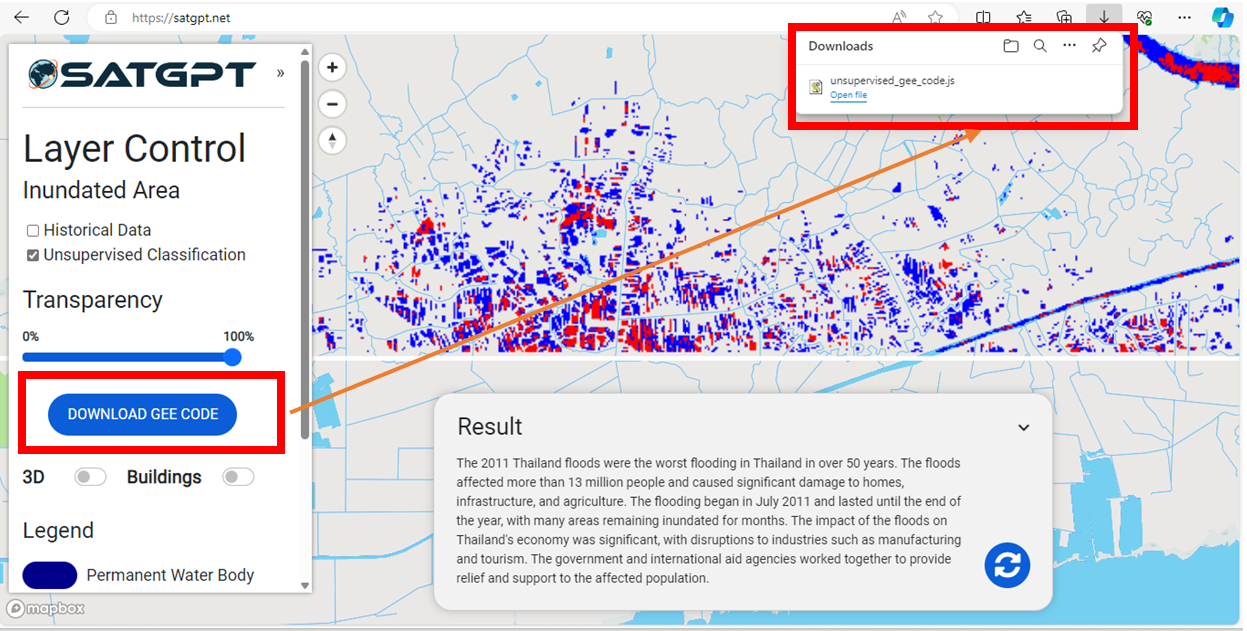 https://satgpt.net
SATGPT
»
Layer Control
Inundated Area
Historical Data
Unsupervised Classification
Transparency
0% 100%
DOWNLOAD GEE CODE
3D Buildings
Legend
Permanent Water Body
mapbox
Downloads
unsupervised_gee_code.js
Open file
Result
The 2011 Thailand floods were the worst flooding in Thailand in over 50 years. The floods
affected more than 13 million people and caused significant damage to homes,
infrastructure, and agriculture. The flooding began in July 2011 and lasted until the end of
the year, with many areas remaining inundated for months. The impact of the floods on
Thailand's economy was significant, with disruptions to industries such as manufacturing
and tourism. The government and international aid agencies worked together to provide
relief and support to the affected population.